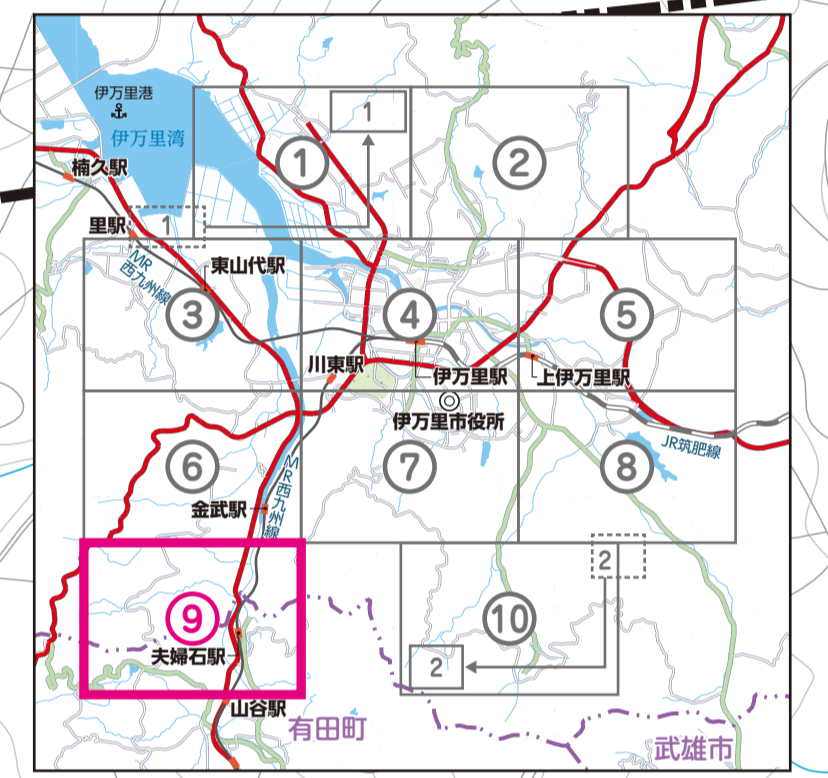 伊万里港
伊万里湾
1
①
②
楠久駅
里駅
1
MR
西九州線
東山代駅
③
④
⑤
川東駅
伊万里駅
上伊万里駅
伊万里市役所
JR筑肥線
⑥
⑦
⑧
MR西九州線
金武駅
2
⑨
⑩
夫婦石駅
2
山谷駅
有田町
武雄市